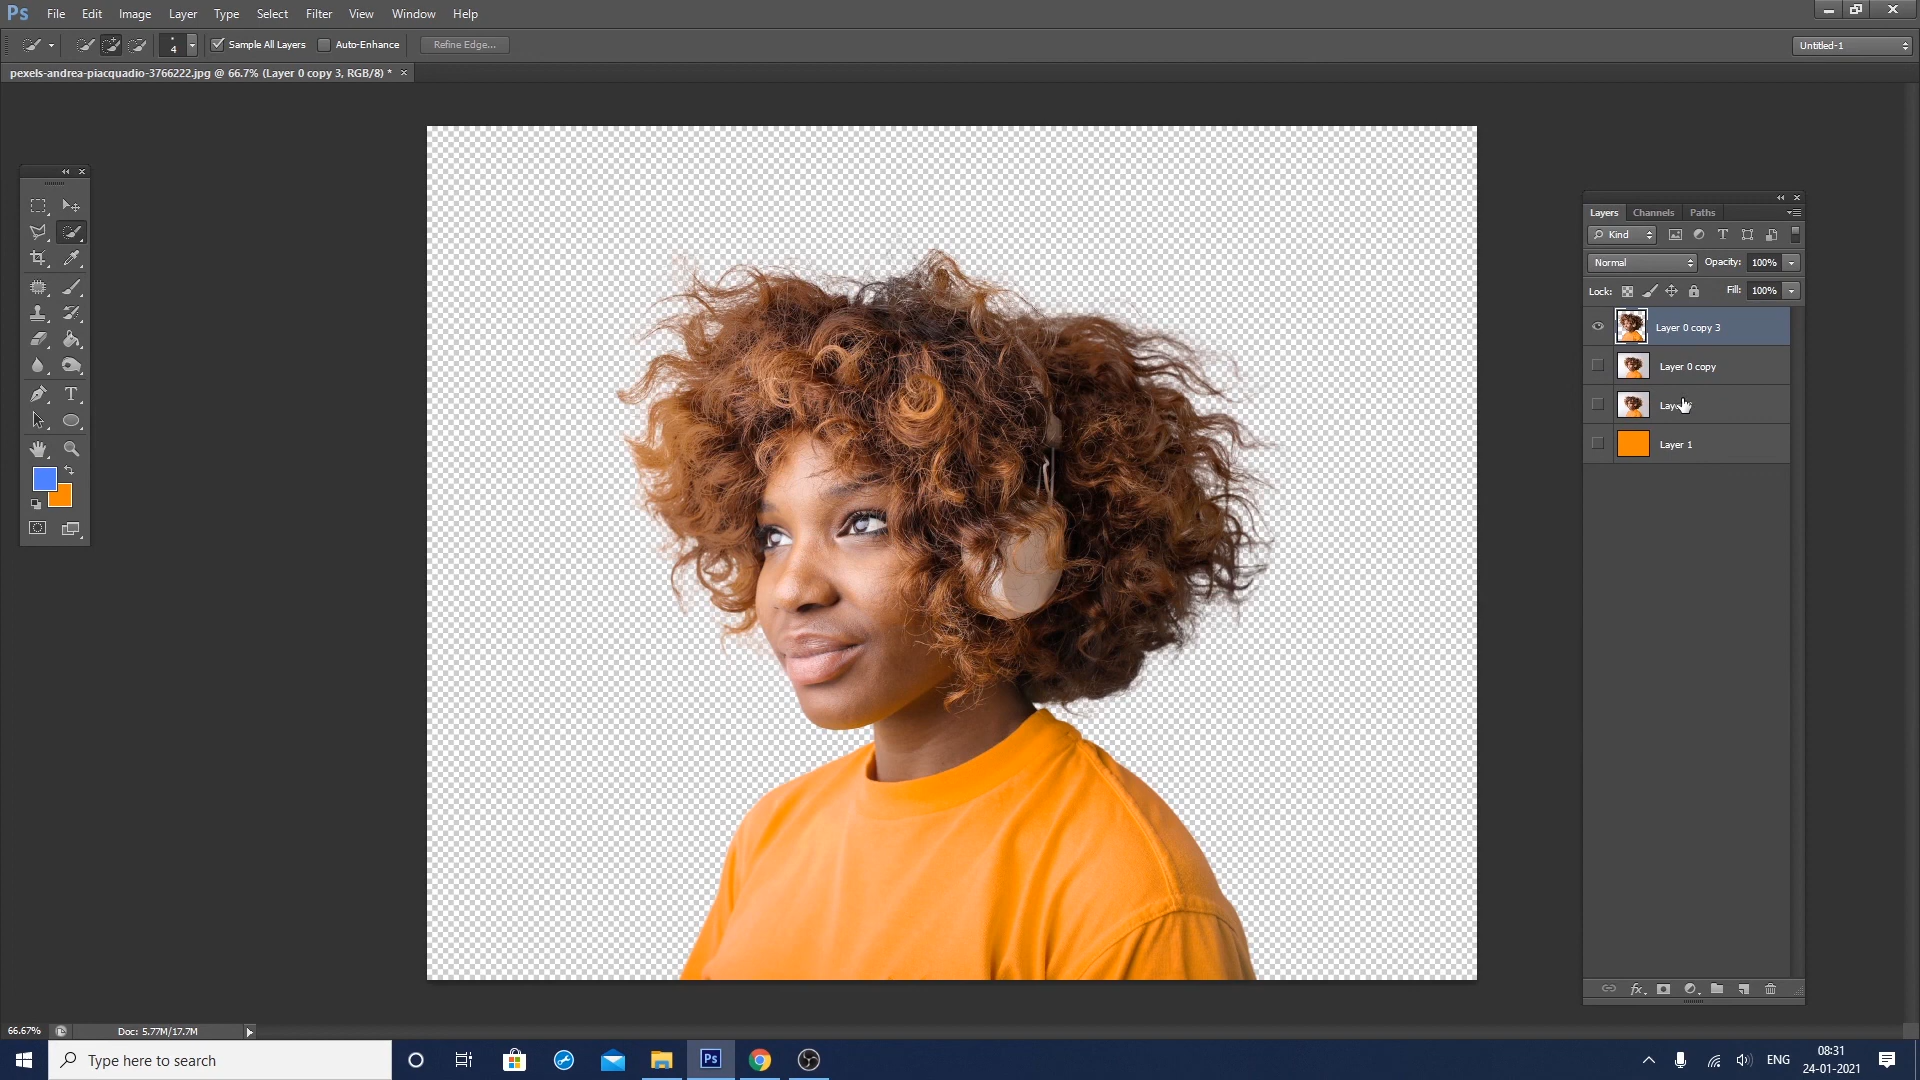 Ps File Edit Image Layer Type Select Filter View Window Help
4 Sample All Layers Auto-Enhance Refine Edge... Untitled-1
pexels-andrea-piacquadio-3766222.jpg @ 66.7% (Layer 0 copy 3, RGB/8) *
Layers Channels Paths
Kind
Normal Opacity: 100%
Lock: Fill: 100%
Layer 0 copy 3
Layer 0 copy
Layer 1
66.67% Doc: 5.77M/17.7M
Type here to search
Ps
ENG
08:31
24-01-2021